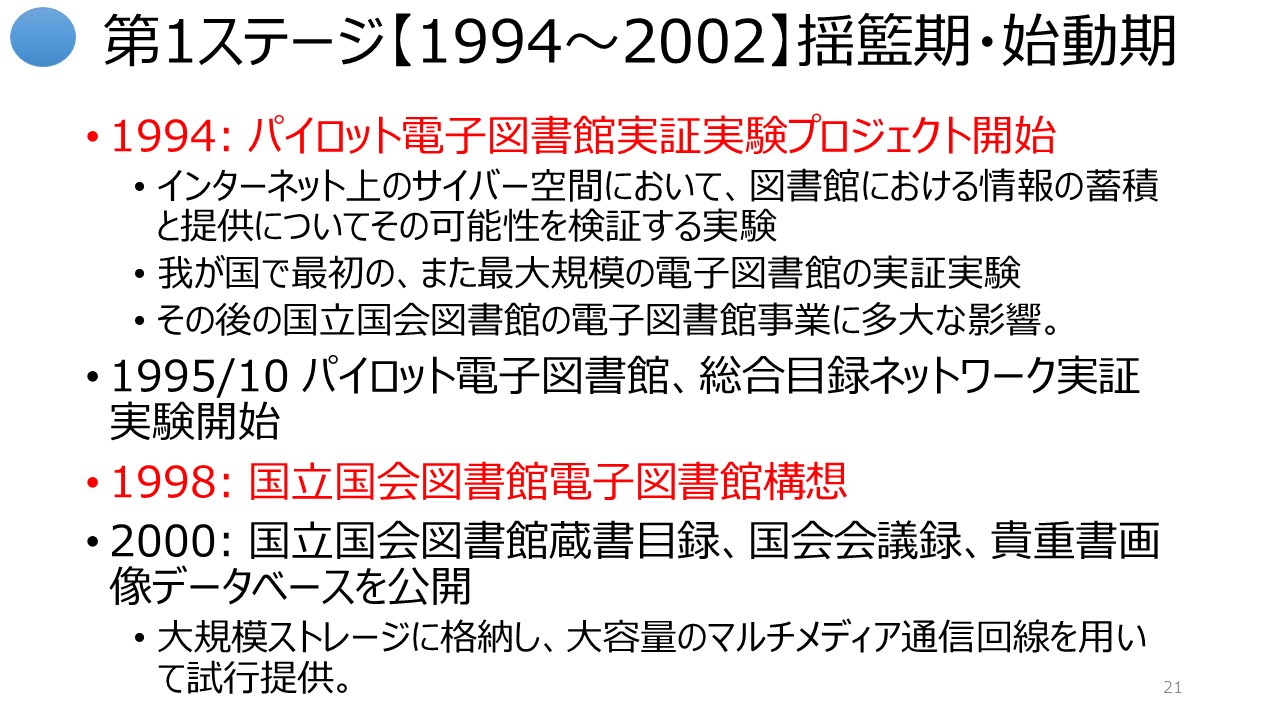 第1ステージ【1994～2002】揺籃期・始動期
• 1994: パイロット電子図書館実証実験プロジェクト開始
• インターネット上のサイバー空間において、図書館における情報の蓄積
と提供についてその可能性を検証する実験
• 我が国で最初の、また最大規模の電子図書館の実証実験
• その後の国立国会図書館の電子図書館事業に多大な影響。
• 1995/10 パイロット電子図書館、総合目録ネットワーク実証
実験開始
• 1998: 国立国会図書館電子図書館構想
• 2000: 国立国会図書館蔵書目録、国会会議録、貴重書画
像データベースを公開
• 大規模ストレージに格納し、大容量のマルチメディア通信回線を用い
て試行提供。
21